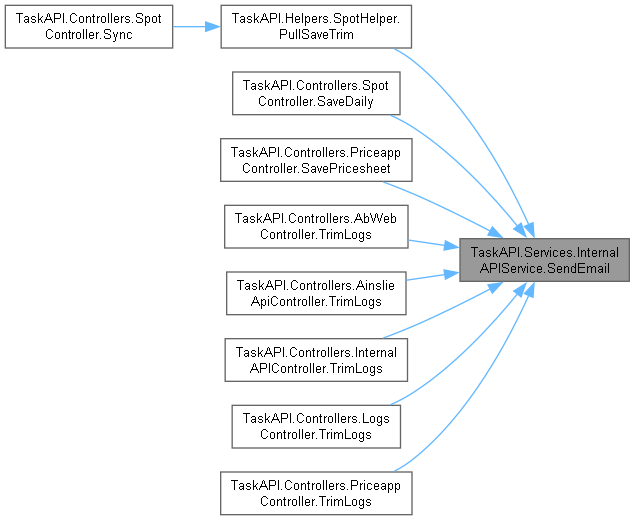 TaskAPI.Controllers.Spot
Controller.Sync
TaskAPI.Helpers.SpotHelper.
PullSaveTrim
TaskAPI.Controllers.Spot
Controller.SaveDaily
TaskAPI.Controllers.Priceapp
Controller.SavePricesheet
TaskAPI.Controllers.AbWeb
Controller.TrimLogs
TaskAPI.Services.Internal
APIService.SendEmail
TaskAPI.Controllers.Ainslie
ApiController.TrimLogs
TaskAPI.Controllers.Internal
APIController.TrimLogs
TaskAPI.Controllers.Logs
Controller.TrimLogs
TaskAPI.Controllers.Priceapp
Controller.TrimLogs